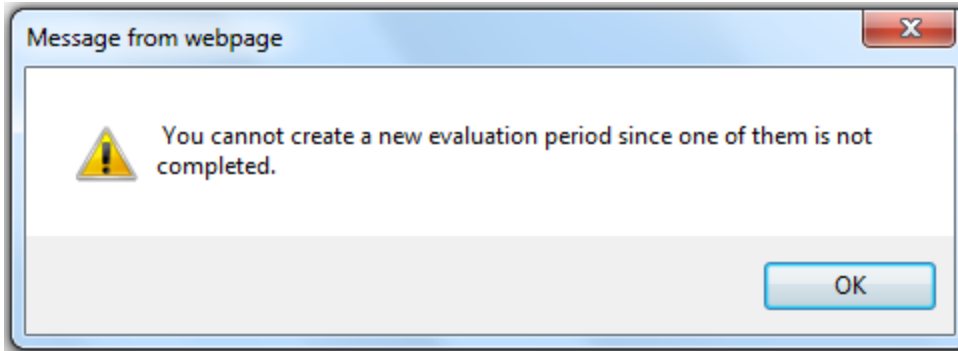 Message from webpage
You cannot create a new evaluation period since one of them is not
completed.
OK